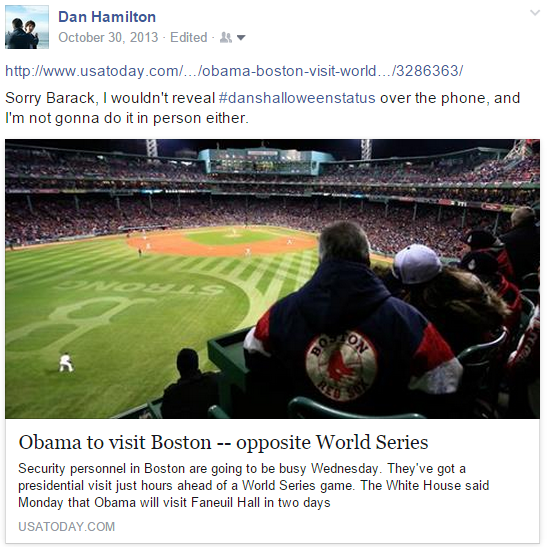 Dan Hamilton
October 30, 2013 · Edited ·
http://www.usatoday.com/…/obama-boston-visit-world…/3286363/
Sorry Barack, I wouldn't reveal #danshalloweenstatus over the phone, and
I'm not gonna do it in person either.
STRONG
B
BOSTON
RED SOX
Obama to visit Boston -- opposite World Series
Security personnel in Boston are going to be busy Wednesday. They've got a
presidential visit just hours ahead of a World Series game. The White House said
Monday that Obama will visit Faneuil Hall in two days
USATODAY.COM